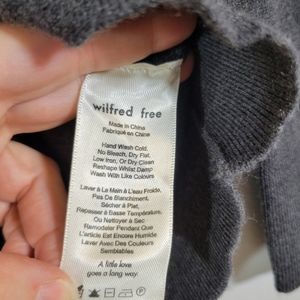 wilfred free
Made in China
Fabriqué en Chine
Hand Wash Cold.
No Bleach, Dry Flat.
Low Iron, Or Dry Clean
Reshape Whilst Damp
Wash With Like Colours
Laver À La Main À L'Eau Froide,
Pas De Blanchiment,
Sécher À Plat,
Repasser À Basse Température,
Ou Nettoyer À Sec
Remodeler Pendant Que
L'Article Est Encore Humide
Laver Avec Des Couleurs
Semblables
A little love
goes a long way.